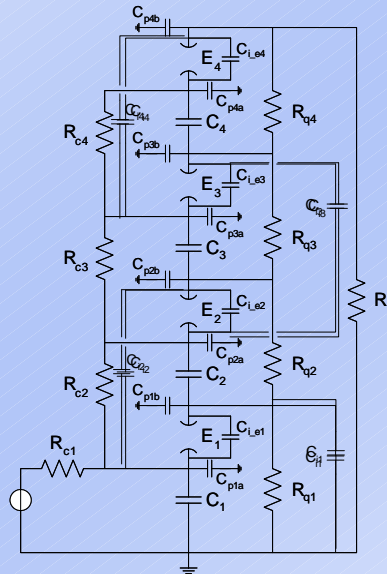 Cp4b
E4
Ci_e4
Cp4a
Rc4
C4
Rq4
Cp3b
E3
Ci_e3
Cp3a
Rc3
C3
Rq3
Cp2b
E2
Ci_e2
R
Cp2a
Rc2
C2
Rq2
Cp1b
E1
Ci_e1
Rc1
Cp1a
C1
Rq1